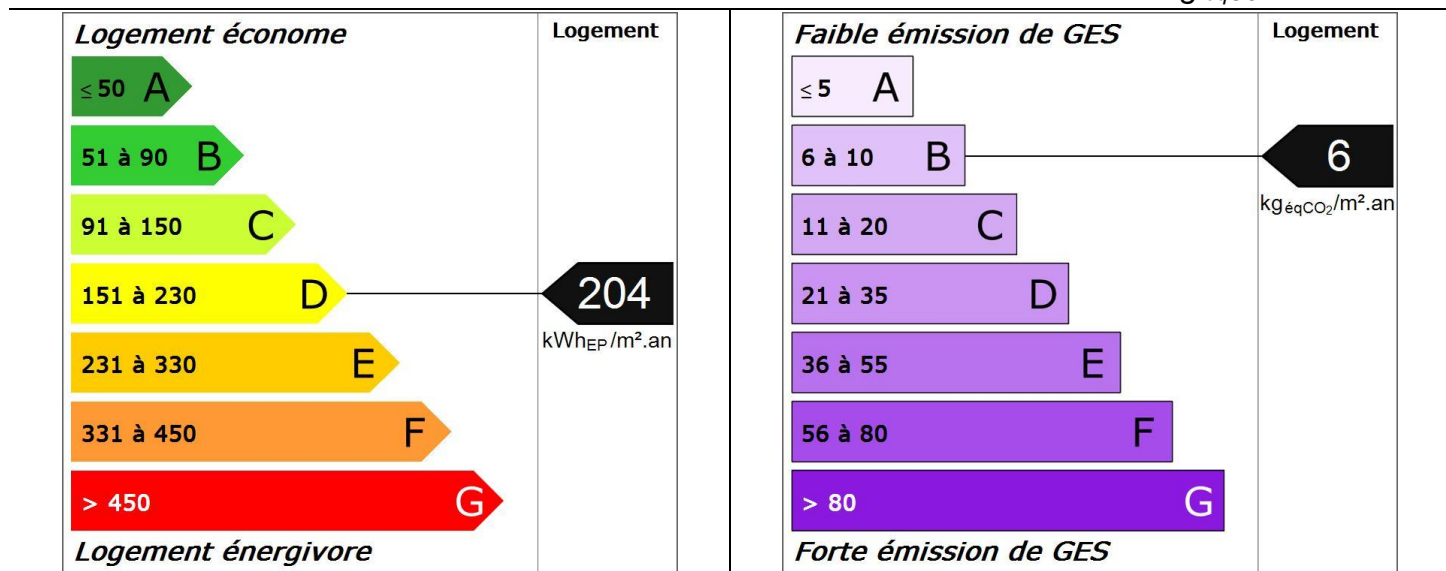 Logement économe Logement
≤ 50 A
51 à 90 B
91 à 150 C
151 à 230 D 204
kWhEP/m².an
231 à 330 E
331 à 450 F
> 450 G
Logement énergivore
Faible émission de GES Logement
≤ 5 A
6 à 10 B 6
kgéqCO2/m².an
11 à 20 C
21 à 35 D
36 à 55 E
56 à 80 F
> 80 G
Forte émission de GES